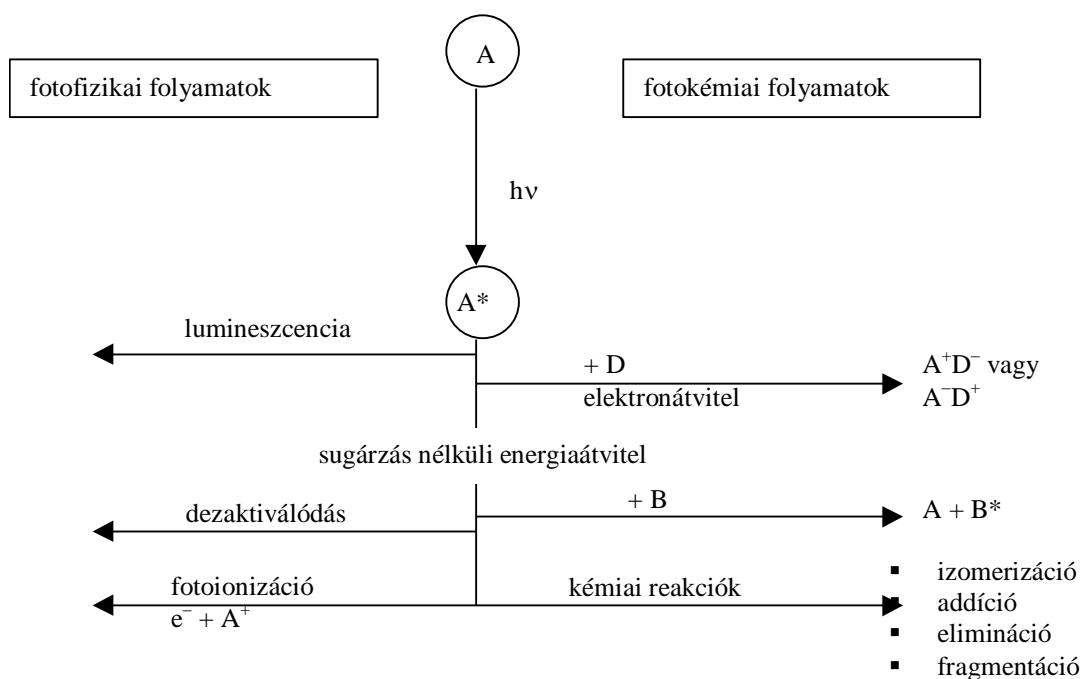 A
fotofizikai folyamatok
fotokémiai folyamatok
hν
A*
lumineszcencia
+ D
elektronátvitel
A⁺D⁻ vagy
A⁻D⁺
sugárzás nélküli energiaátvitel
dezaktiválódás
+ B
A + B*
fotoionizáció
e⁻ + A⁺
kémiai reakciók
▪ izomerizáció
▪ addíció
▪ elimináció
▪ fragmentáció